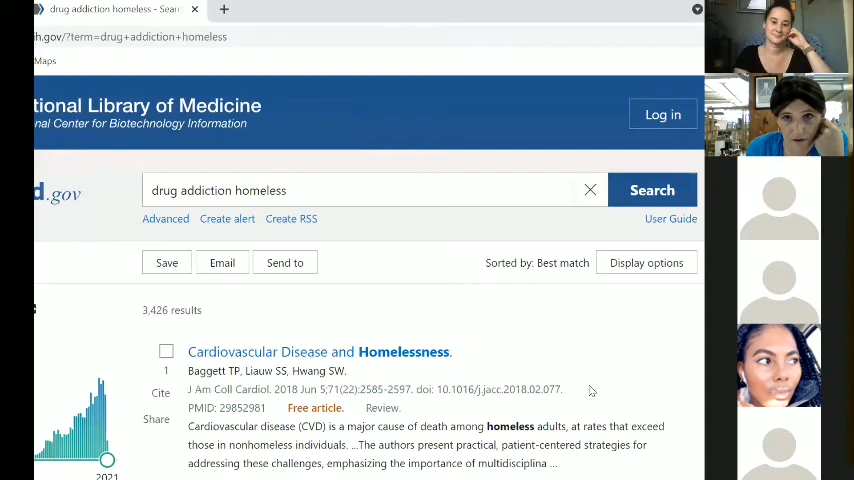 drug addiction homeless - Sear
ih.gov/?term=drug+addiction+homeless
Maps
tional Library of Medicine
nal Center for Biotechnology Information
Log in
d.gov
drug addiction homeless
Search
Advanced Create alert Create RSS User Guide
Save Email Send to Sorted by: Best match Display options
3,426 results
Cardiovascular Disease and Homelessness.
1 Baggett TP, Liauw SS, Hwang SW.
Cite J Am Coll Cardiol. 2018 Jun 5;71(22):2585-2597. doi: 10.1016/j.jacc.2018.02.077.
PMID: 29852981 Free article. Review.
Share
Cardiovascular disease (CVD) is a major cause of death among homeless adults, at rates that exceed
those in nonhomeless individuals. ...The authors present practical, patient-centered strategies for
addressing these challenges, emphasizing the importance of multidisciplina ...
2021